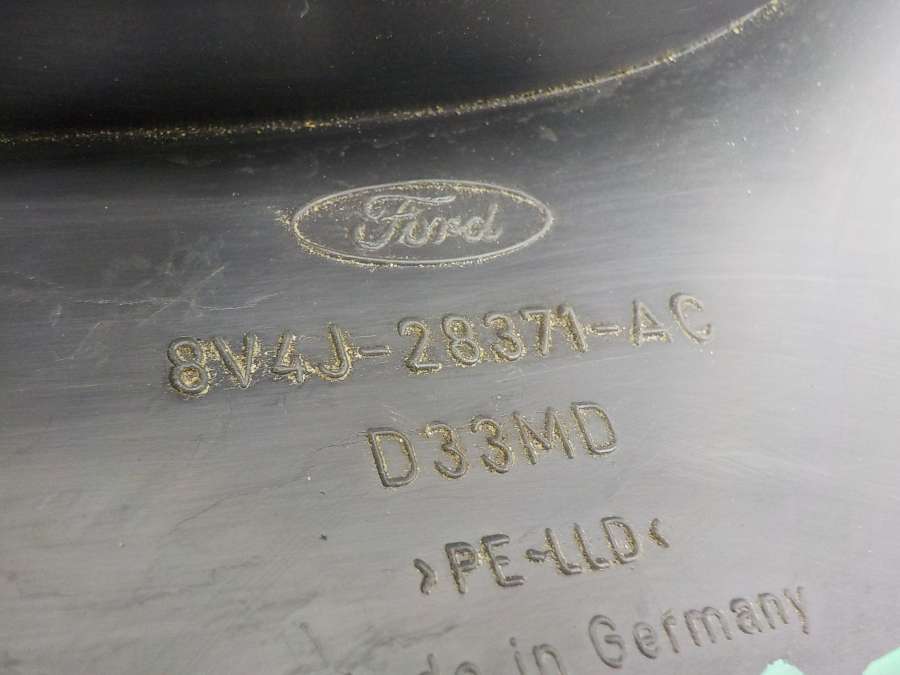 Ford
8V4J-28371-AC
D33MD
>PE-LLD<
in Germany